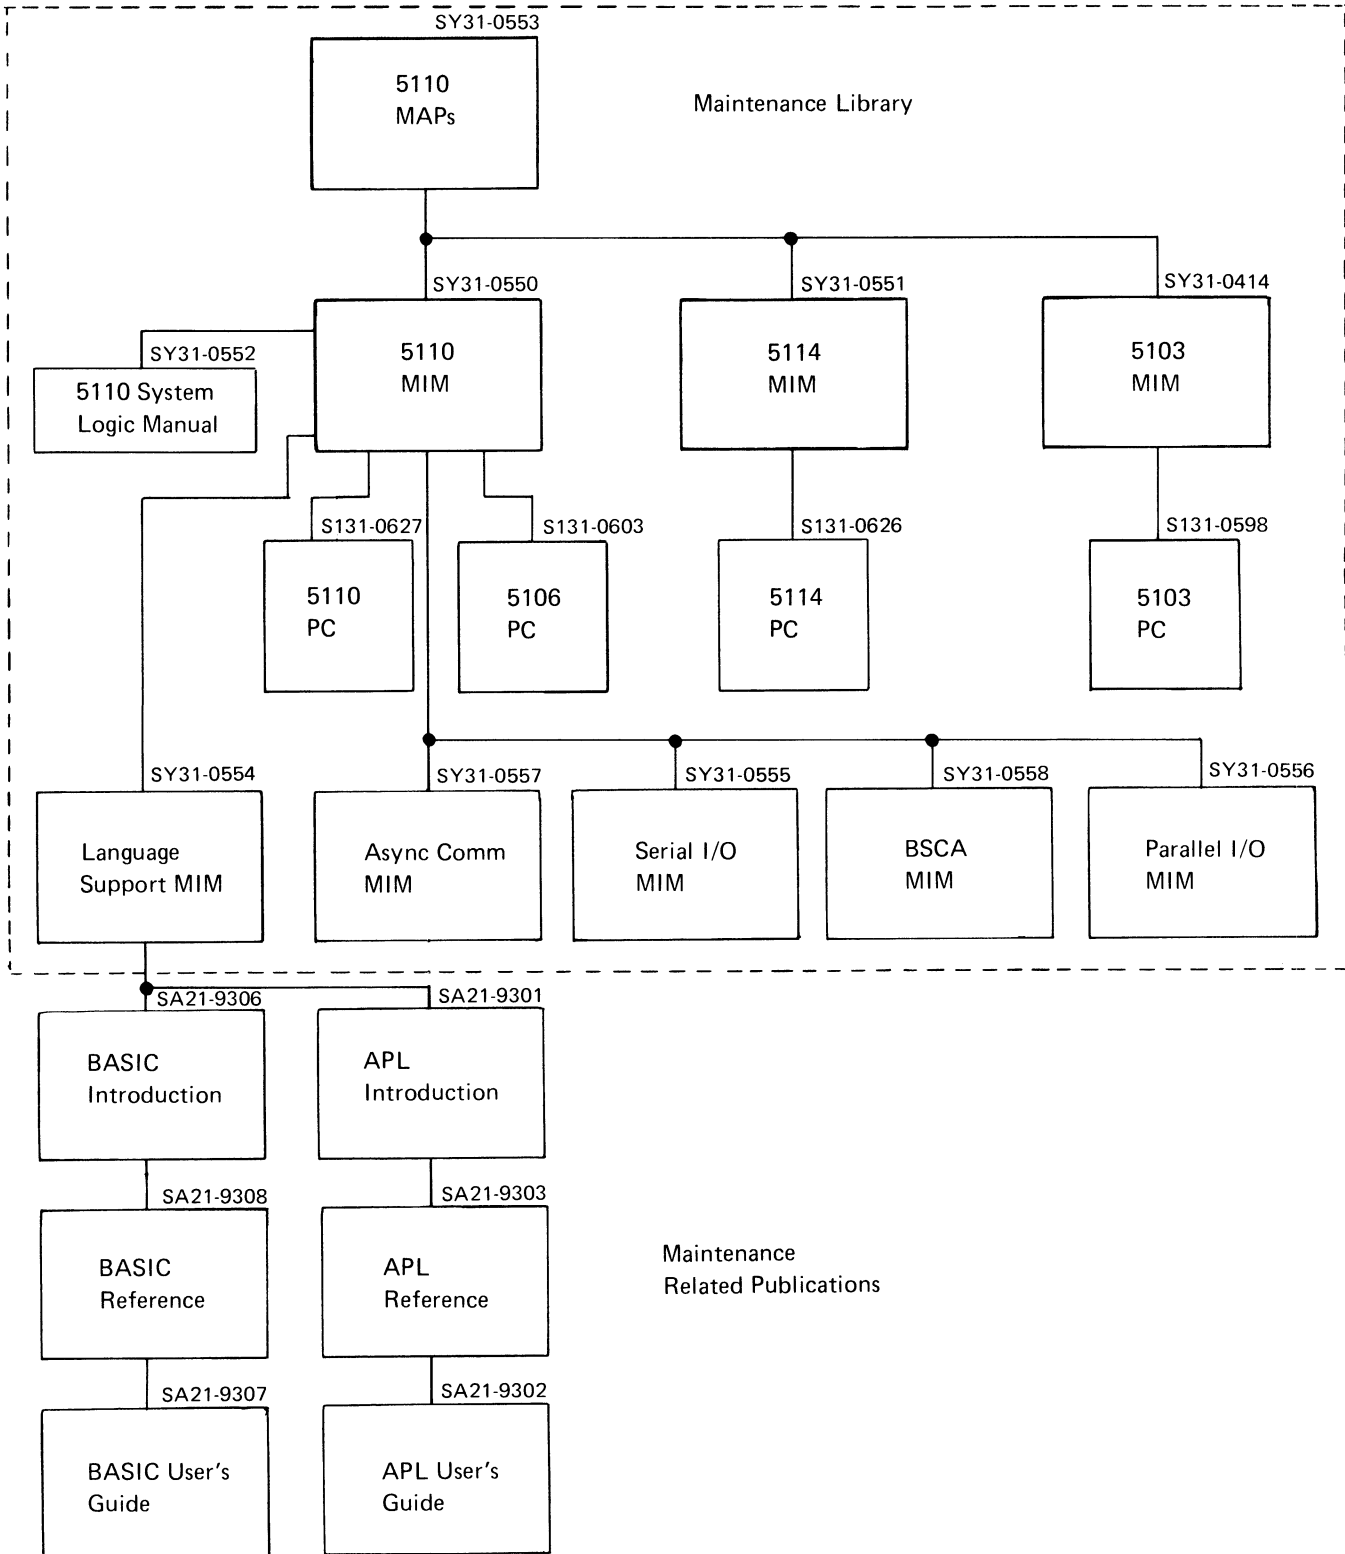 SY31-0553
5110
MAPs
Maintenance Library
SY31-0550
SY31-0551
SY31-0414
5110
MIM
5114
MIM
5103
MIM
SY31-0552
5110 System
Logic Manual
S131-0627
S131-0603
S131-0626
S131-0598
5110
PC
5106
PC
5114
PC
5103
PC
SY31-0554
SY31-0557
SY31-0555
SY31-0558
SY31-0556
Language
Support MIM
Async Comm
MIM
Serial I/O
MIM
BSCA
MIM
Parallel I/O
MIM
SA21-9306
SA21-9301
BASIC
Introduction
APL
Introduction
SA21-9308
SA21-9303
BASIC
Reference
APL
Reference
Maintenance
Related Publications
SA21-9307
SA21-9302
BASIC User's
Guide
APL User's
Guide